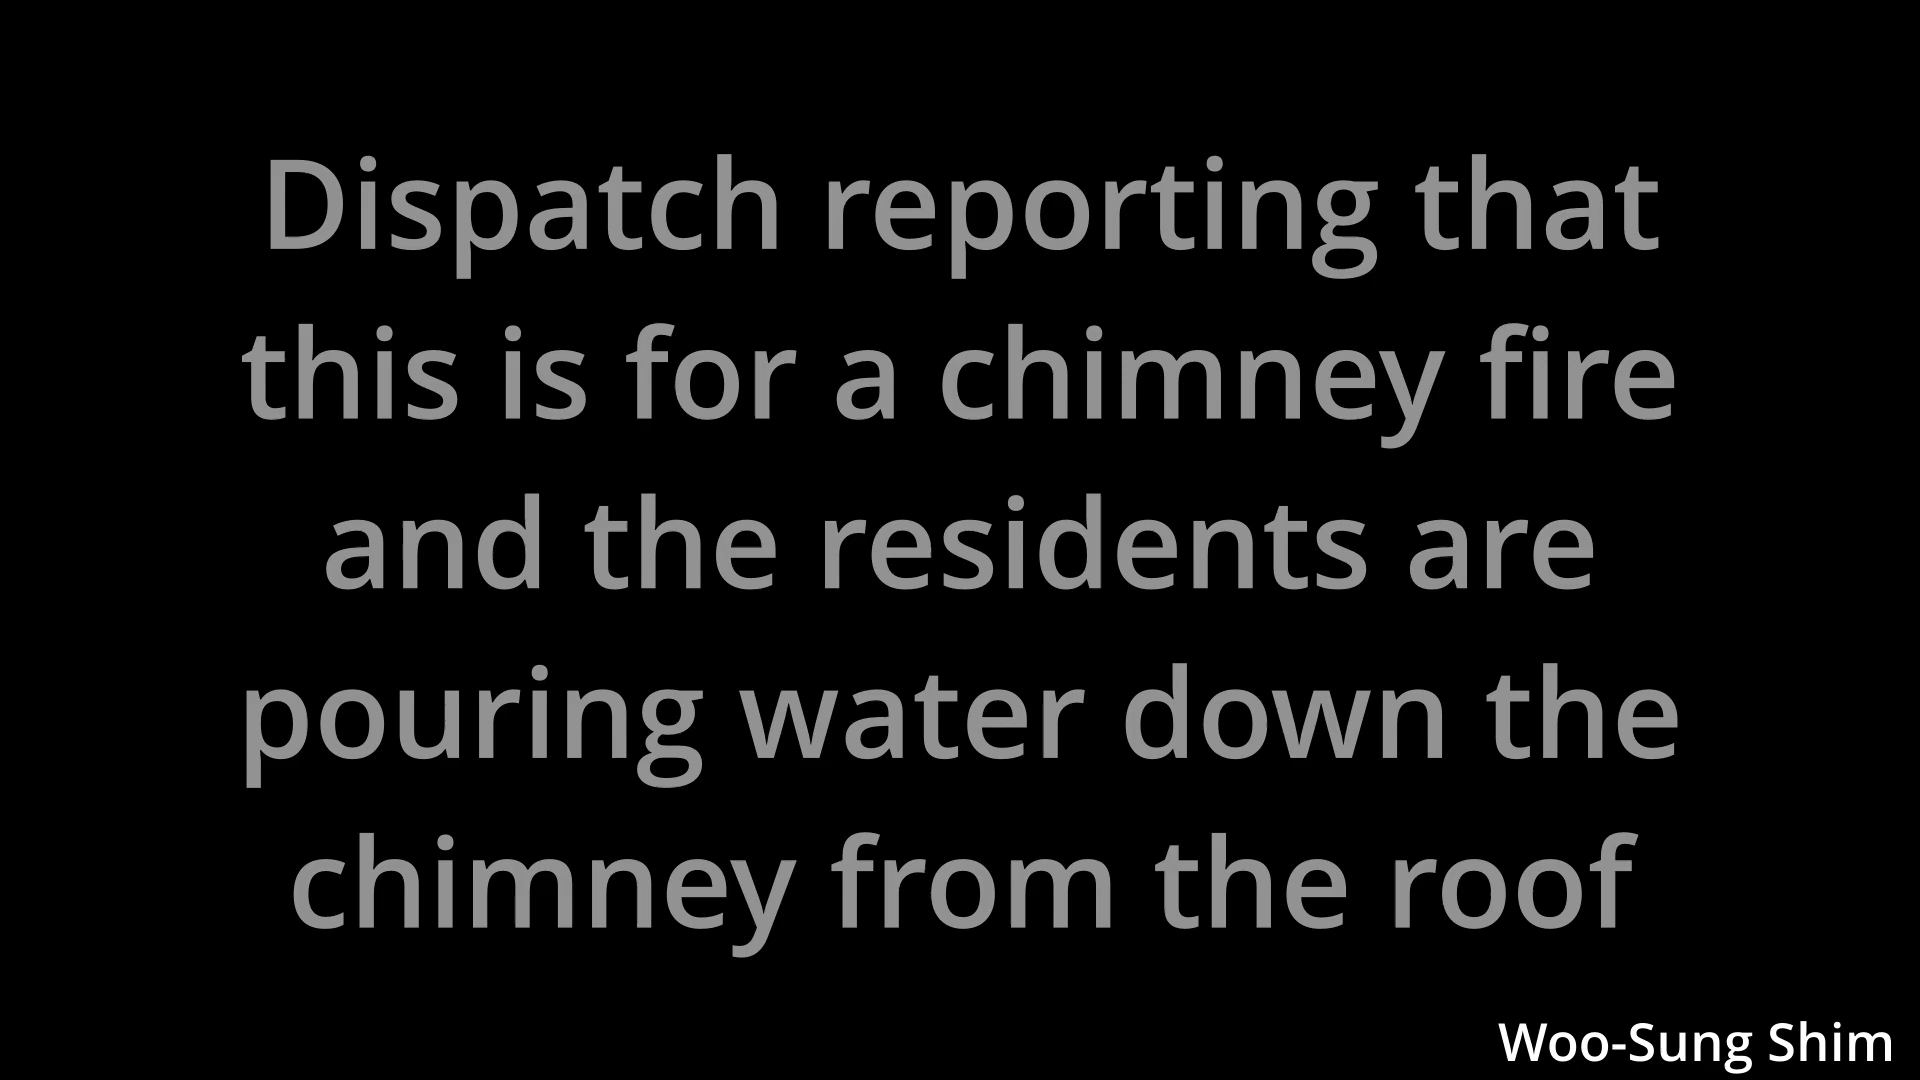 Dispatch reporting that
this is for a chimney fire
and the residents are
pouring water down the
chimney from the roof
Woo-Sung Shim